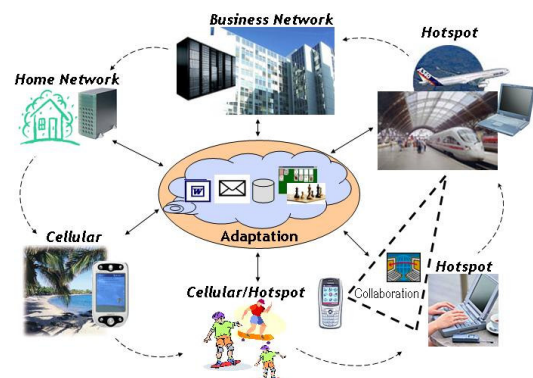 Business Network
Hotspot
Home Network
W
Adaptation
Cellular
Cellular/Hotspot
Collaboration
Hotspot